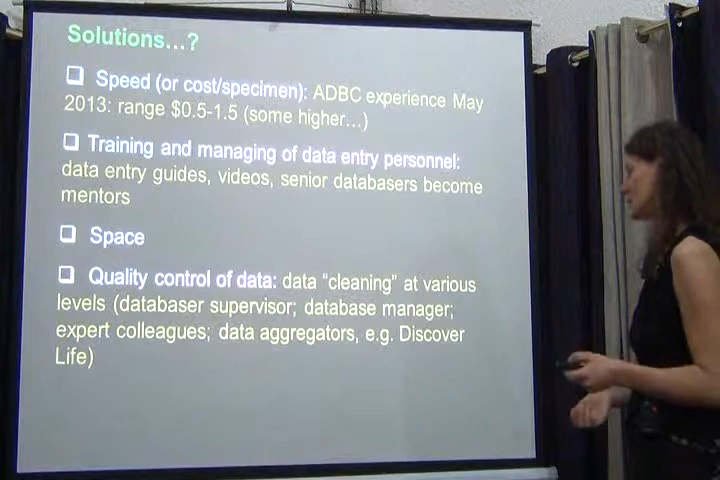 Solutions…?
❑ Speed (or cost/specimen): ADBC experience May
2013: range $0.5-1.5 (some higher…)
❑ Training and managing of data entry personnel:
data entry guides, videos, senior databasers become
mentors
❑ Space
❑ Quality control of data: data “cleaning” at various
levels (databaser supervisor; database manager;
expert colleagues; data aggregators, e.g. Discover
Life)